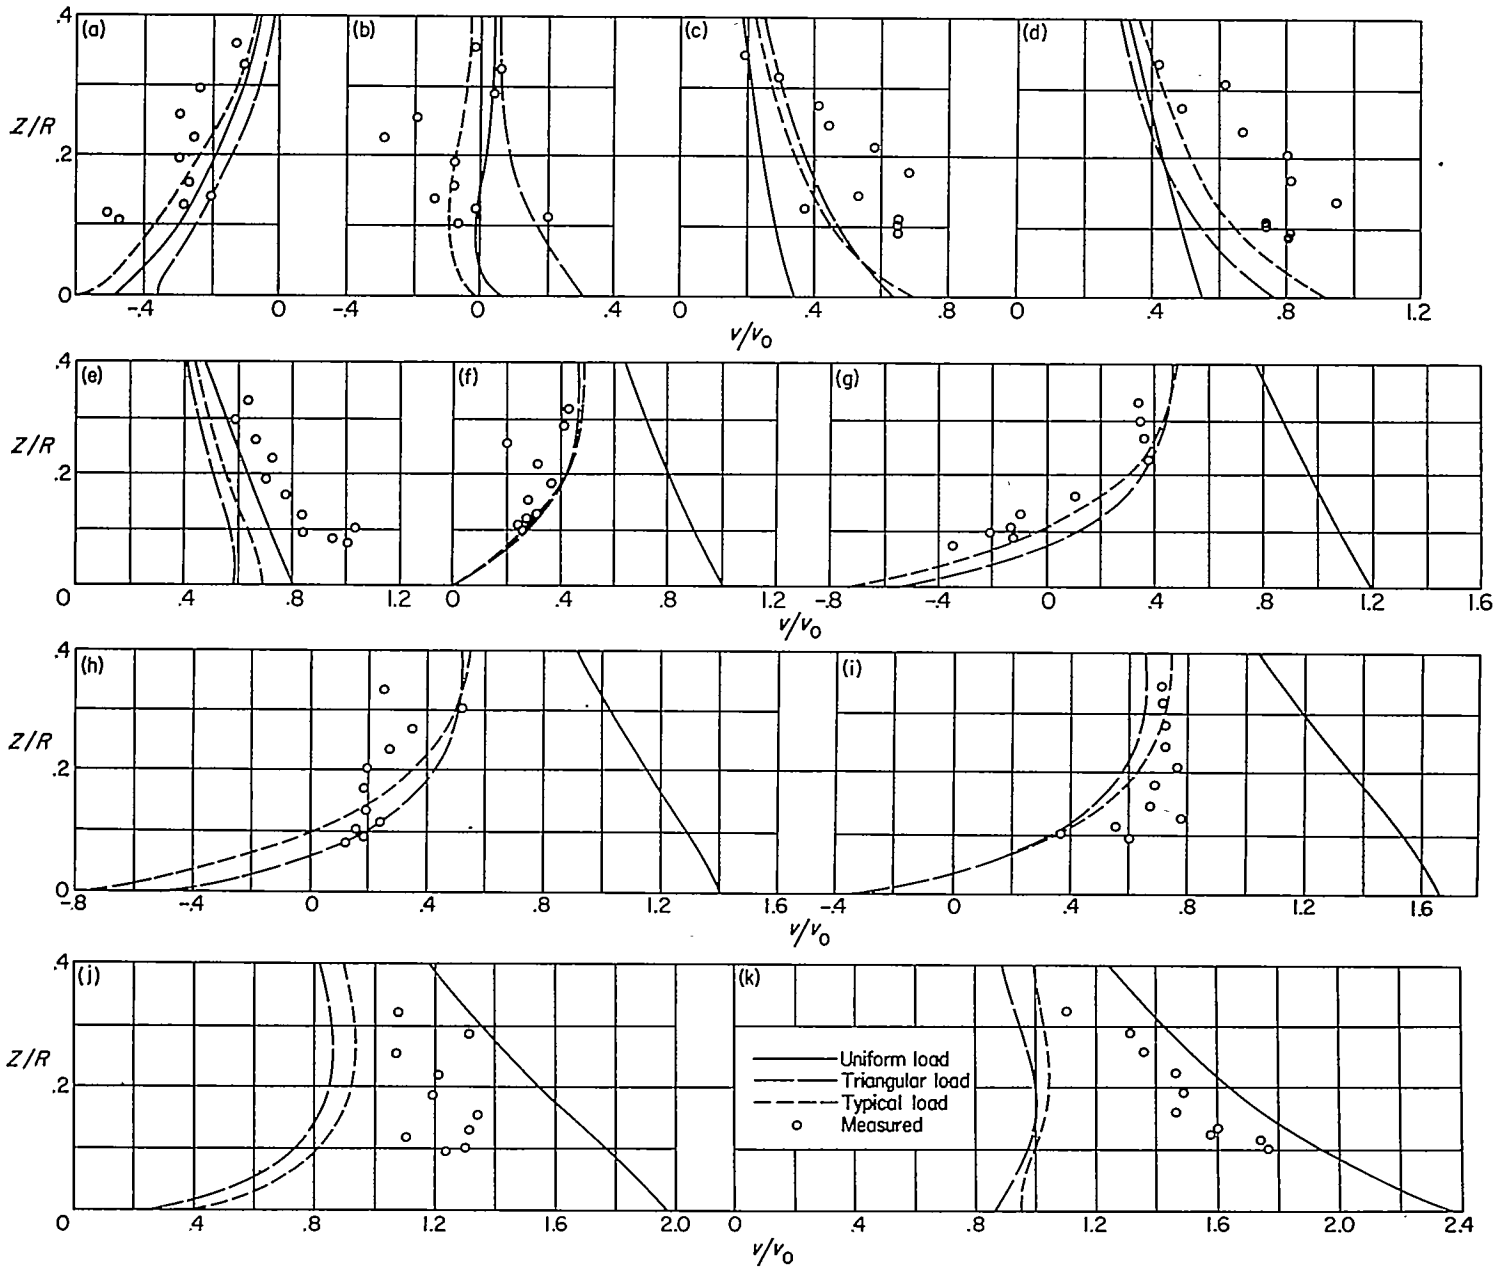 .4 (a) (b) (c) (d)
Z/R .2
0
-.4 0 -.4 0 .4 0 .4 .8 0 .4 .8 1.2
v/v0
.4 (e) (f) (g)
Z/R .2
0 .4 .8 1.2 0 .4 .8 1.2 -.8 -.4 0 .4 .8 1.2 1.6
0
v/v0
.4 (h) (i)
Z/R .2
0
-.8 -.4 0 .4 .8 1.2 1.6 -.4 0 .4 .8 1.2 1.6
v/v0
.4 (j) (k)
Z/R .2
Uniform load
Triangular load
Typical load
Measured
0 .4 .8 1.2 1.6 2.0 0 .4 .8 1.2 1.6 2.0 2.4
v/v0